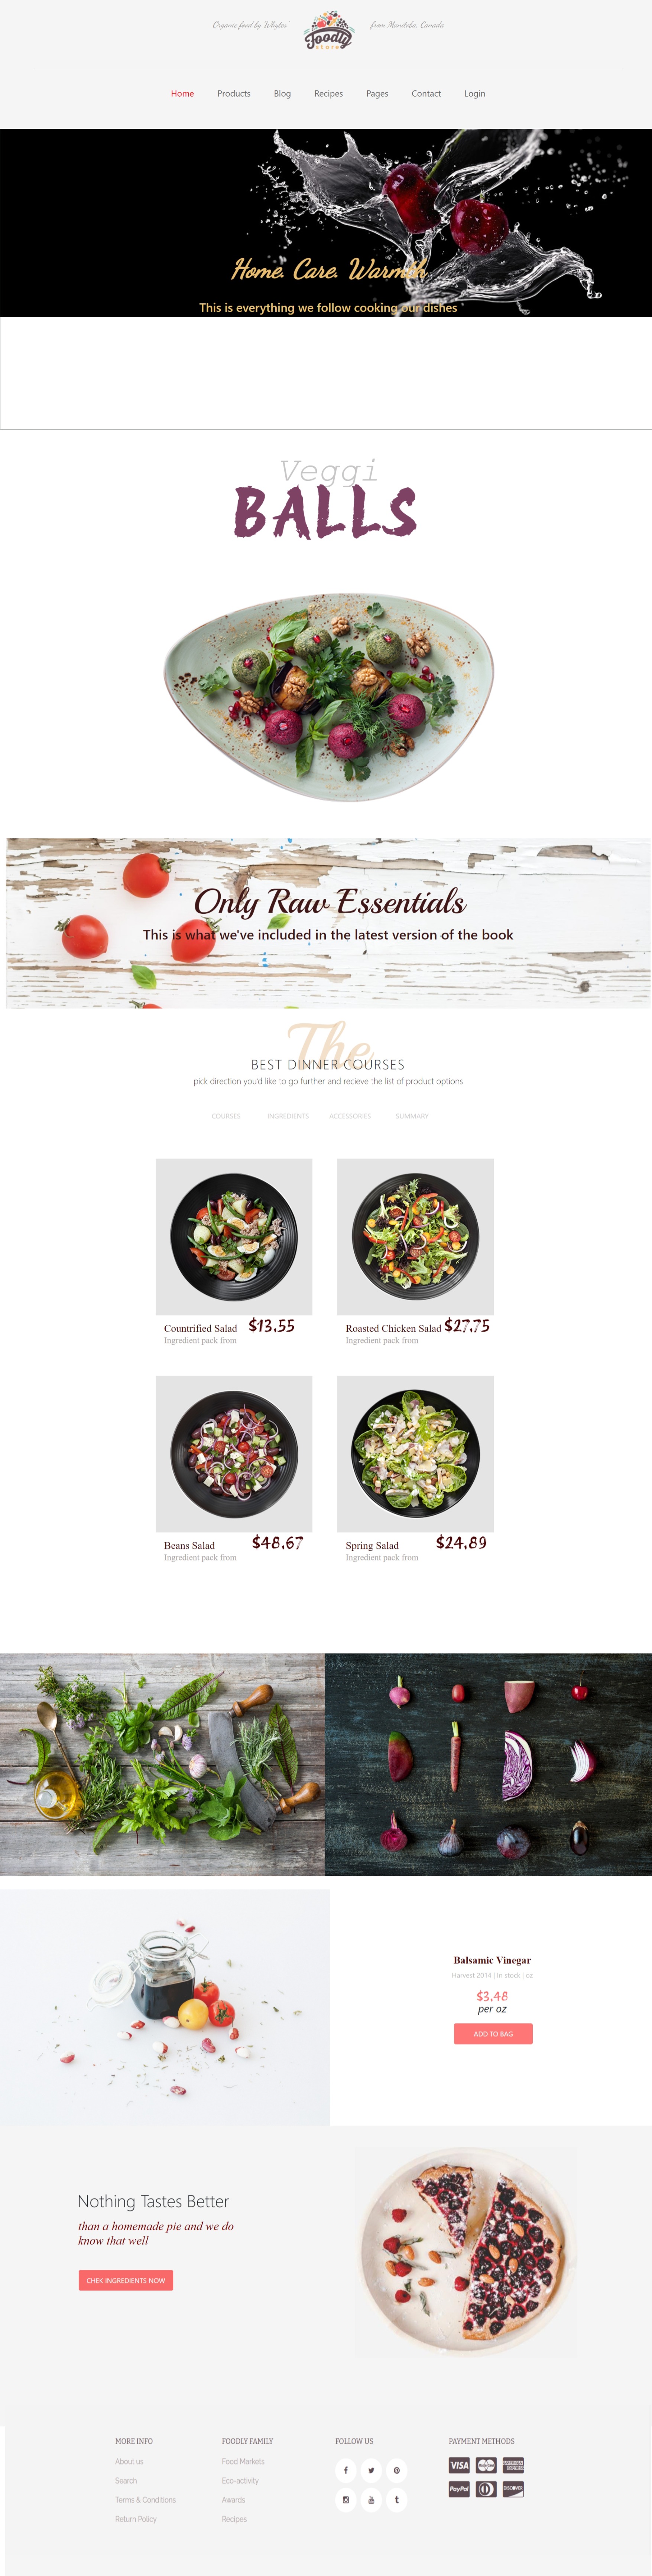 Organic food by Whytes
Foody
store
from Manitoba, Canada.
Home Products Blog Recipes Pages Contact Login
Home. Care. Warmth
This is everything we follow cooking our dishes
Veggi
BALLS
Only Raw Essentials
This is what we've included in the latest version of the book
The
BEST DINNER COURSES
pick direction you'd like to go further and recieve the list of product options
COURSES INGREDIENTS ACCESSORIES SUMMARY
Countrified Salad $13,55
Ingredient pack from
Roasted Chicken Salad $27,75
Ingredient pack from
Beans Salad $48,67
Ingredient pack from
Spring Salad $24,89
Ingredient pack from
Balsamic Vinegar
Harvest 2014 | In stock | oz
$3,48
per oz
ADD TO BAG
Nothing Tastes Better
than a homemade pie and we do
know that well
CHEK INGREDIENTS NOW
MORE INFO
About us
Search
Terms & Conditions
Return Policy
FOODLY FAMILY
Food Markets
Eco-activity
Awards
Recipes
FOLLOW US
PAYMENT METHODS
VISA MasterCard AMERICAN EXPRESS
PayPal DISCOVER